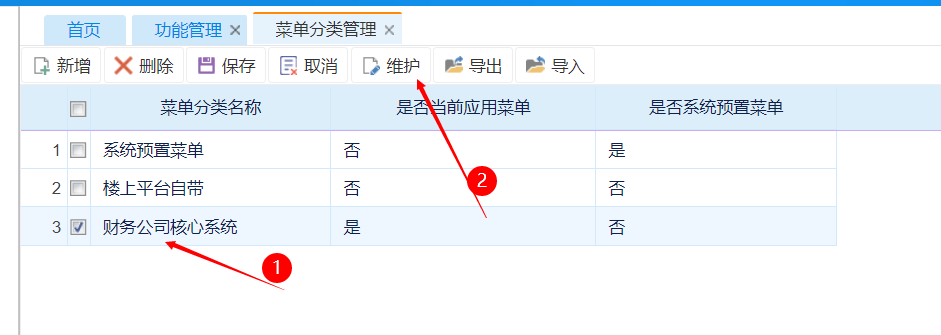 首页 功能管理 菜单分类管理
新增 删除 保存 取消 维护 导出 导入
菜单分类名称 是否当前应用菜单 是否系统预置菜单
1 系统预置菜单 否 是
2 楼上平台自带 否 否
2
3 财务公司核心系统 是 否
1